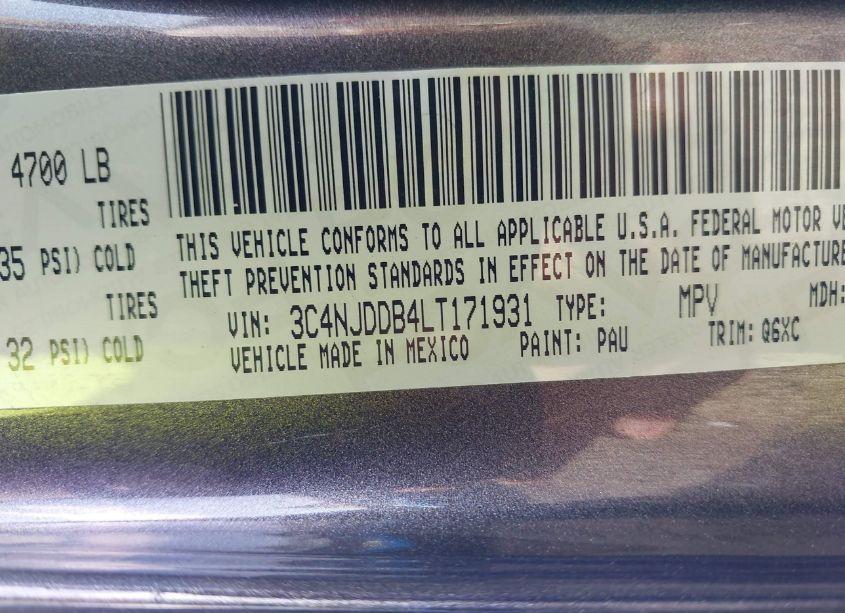 4700 LB
TIRES
35 PSI) COLD
TIRES
32 PSI) COLD
THIS VEHICLE CONFORMS TO ALL APPLICABLE U.S.A. FEDERAL MOTOR VE
THEFT PREVENTION STANDARDS IN EFFECT ON THE DATE OF MANUFACTURE
VIN: 3C4NJDDB4LT171931 TYPE: MPV MDH:
VEHICLE MADE IN MEXICO PAINT: PAU TRIM: Q6XC